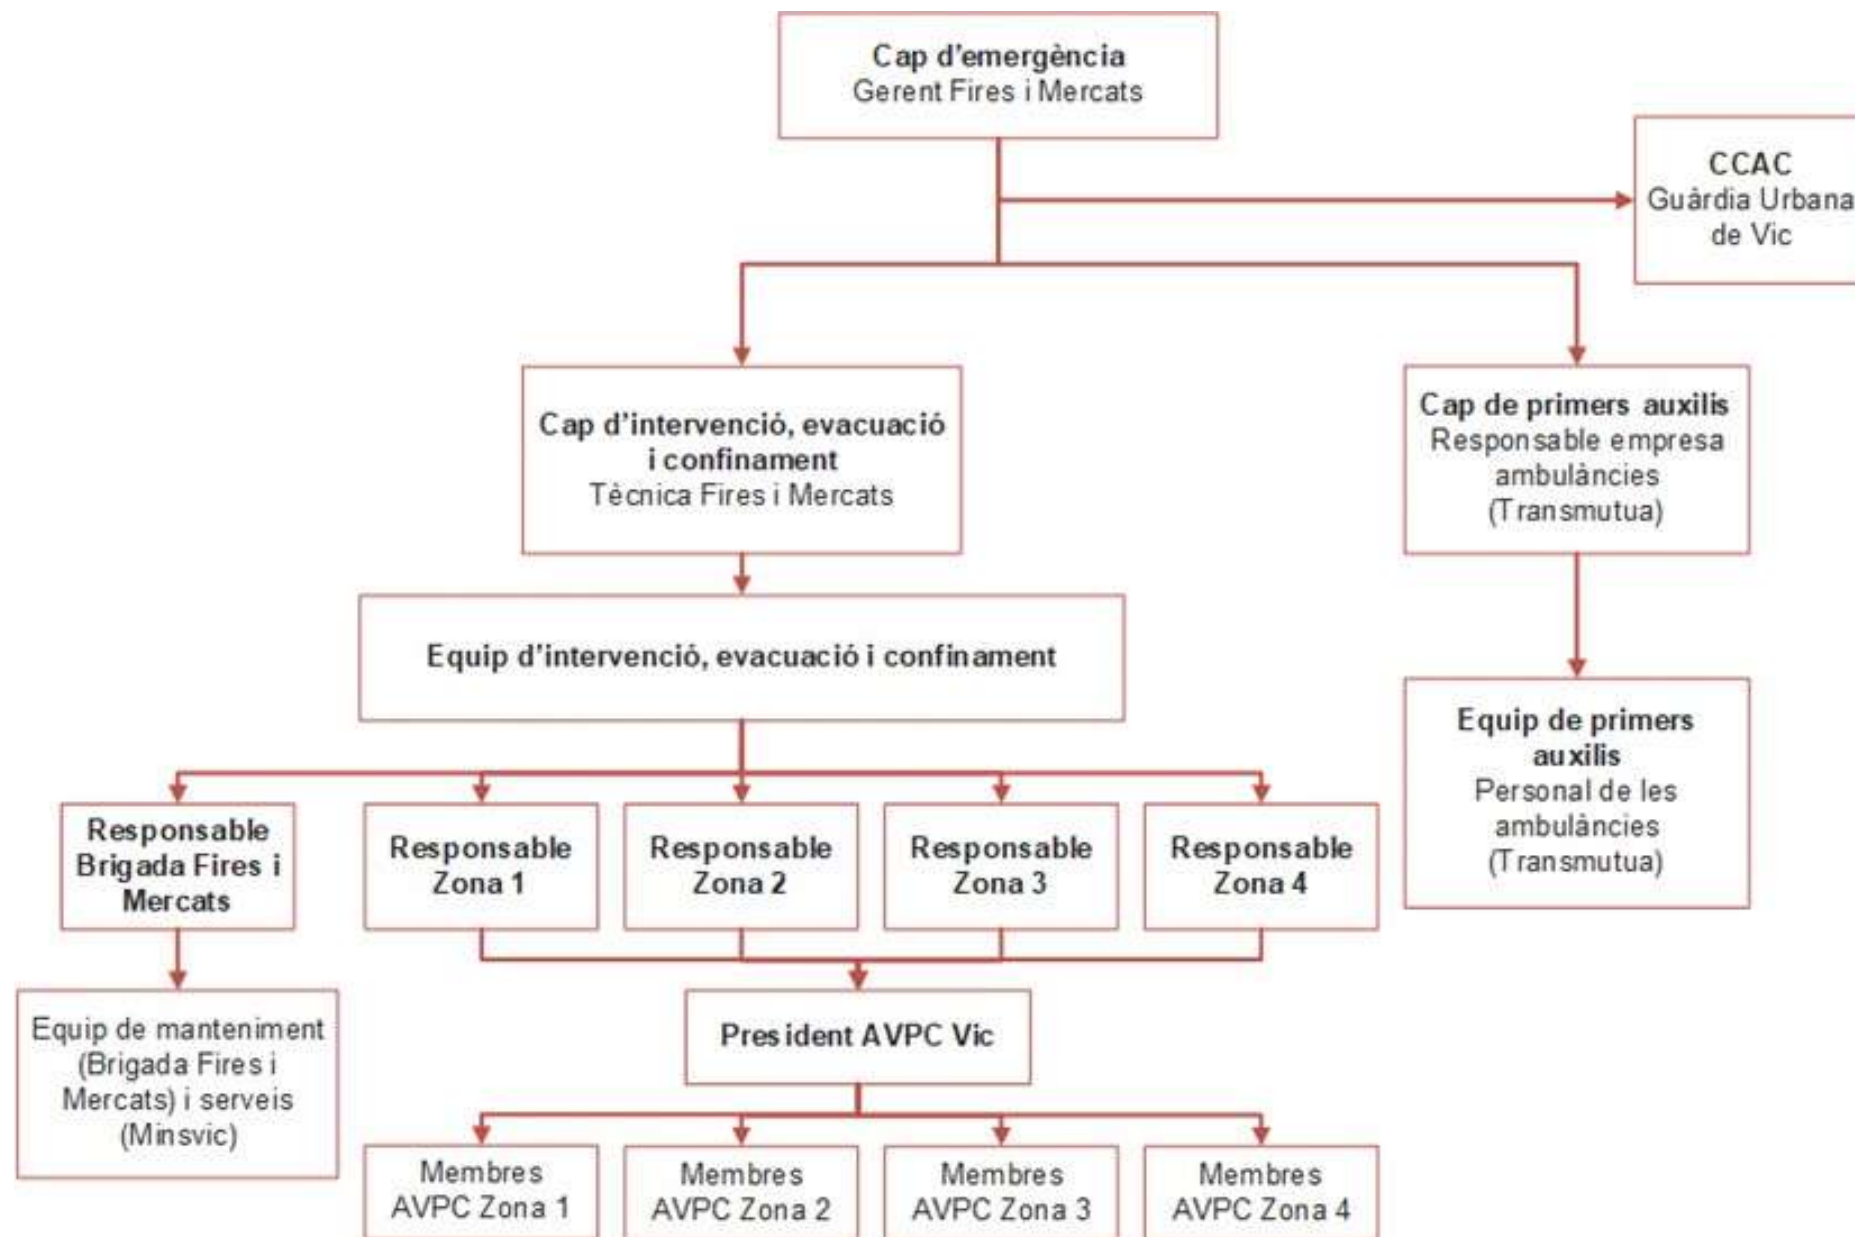 Cap d'emergència
Gerent Fires i Mercats
CCAC
Guàrdia Urbana
de Vic
Cap d'intervenció, evacuació
i confinament
Tècnica Fires i Mercats
Cap de primers auxilis
Responsable empresa
ambulàncies
(Transmutua)
Equip d'intervenció, evacuació i confinament
Equip de primers
auxilis
Personal de les
ambulàncies
(Transmutua)
Responsable
Brigada Fires i
Mercats
Responsable
Zona 1
Responsable
Zona 2
Responsable
Zona 3
Responsable
Zona 4
Equip de manteniment
(Brigada Fires i
Mercats) i serveis
(Minsvic)
President AVPC Vic
Membres
AVPC Zona 1
Membres
AVPC Zona 2
Membres
AVPC Zona 3
Membres
AVPC Zona 4